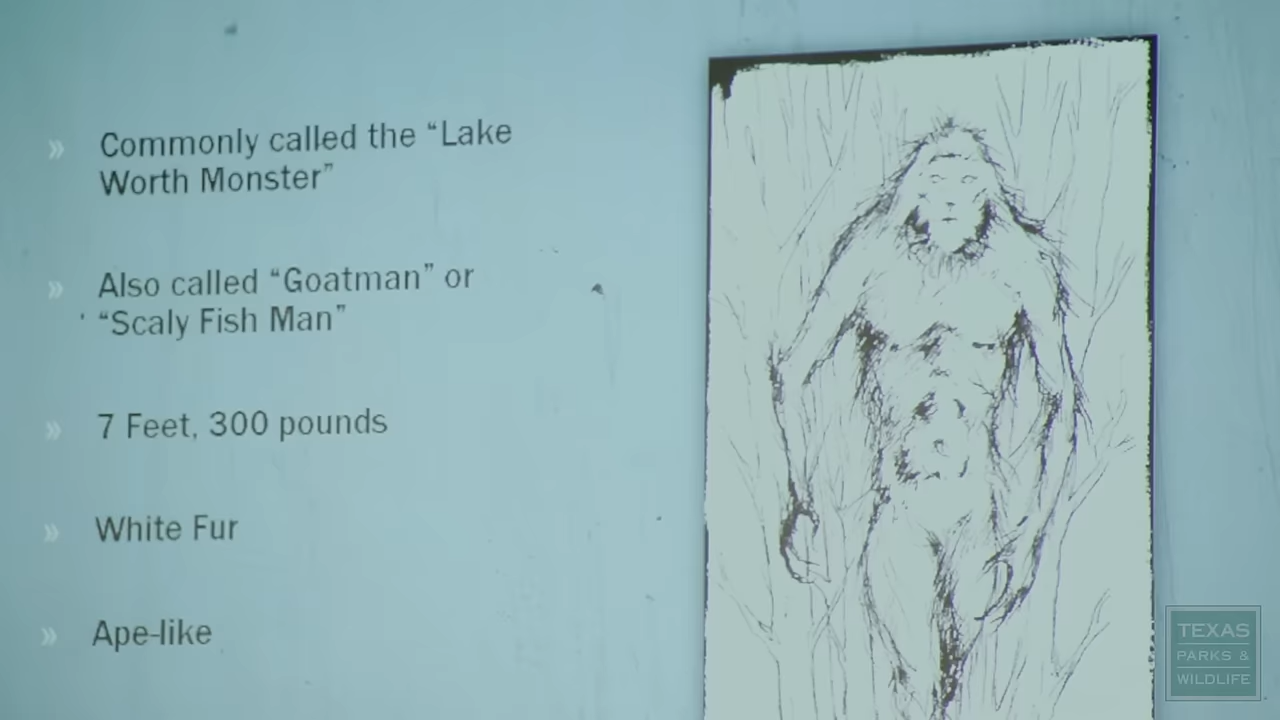 Commonly called the “Lake
Worth Monster”
Also called “Goatman” or
“Scaly Fish Man”
7 Feet, 300 pounds
White Fur
Ape-like
TEXAS
PARKS &
WILDLIFE